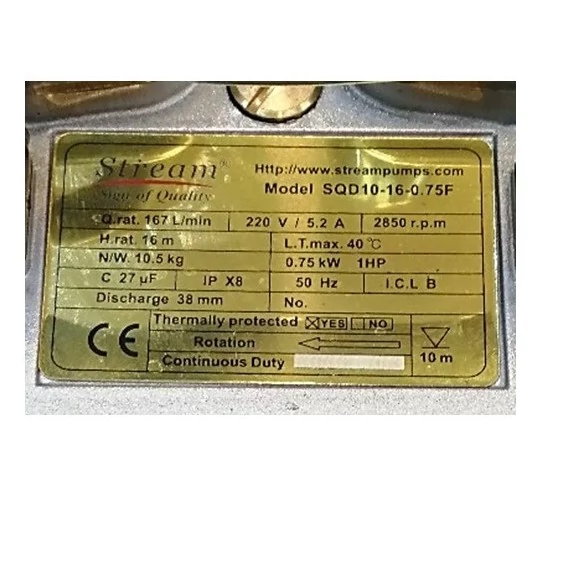 Stream®
Sign of Quality
Http://www.streampumps.com
Model SQD10-16-0.75F
Q.rat. 167 L/min 220 V / 5.2 A 2850 r.p.m
H.rat. 16 m L.T.max. 40 ℃
N/W. 10.5 kg 0.75 kW 1HP
C 27 µF IP X8 50 Hz I.C.L B
Discharge 38 mm No.
Thermally protected ☒YES ☐NO
CE Rotation
Continuous Duty 10 m